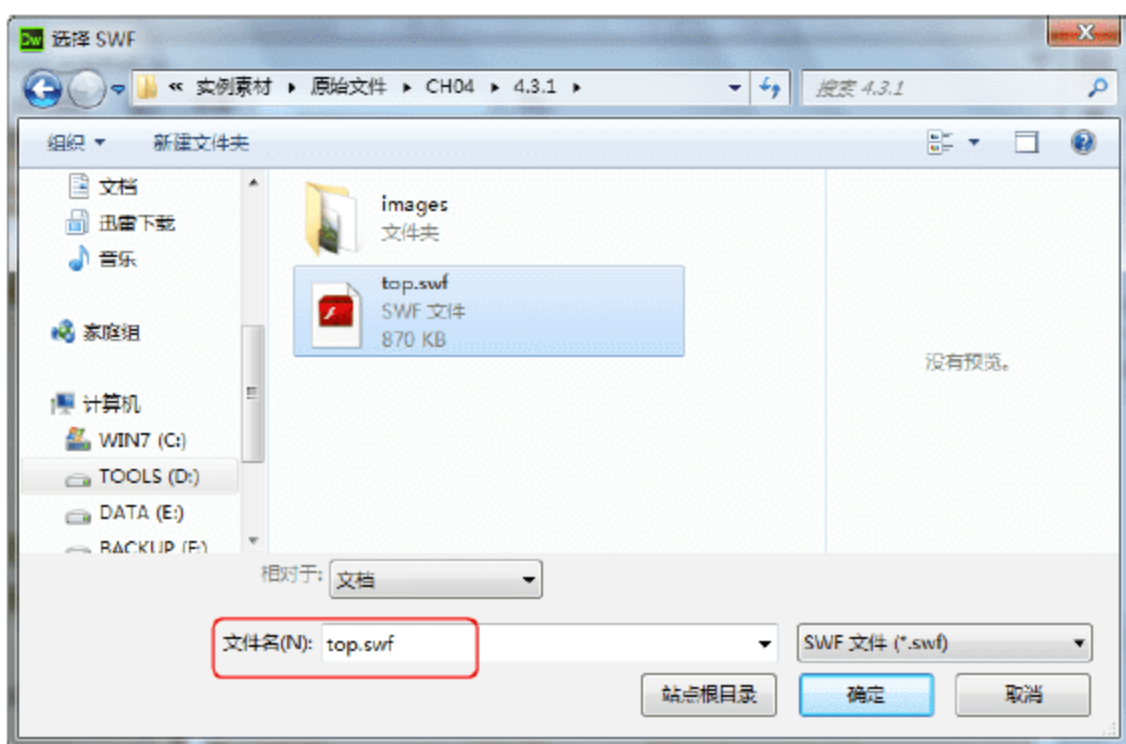 Dw 选择 SWF
« 实例素材 ▸ 原始文件 ▸ CH04 ▸ 4.3.1 ▸
搜索 4.3.1
组织
新建文件夹
文档
迅雷下载
音乐
家庭组
计算机
WIN7 (C:)
TOOLS (D:)
DATA (E:)
BACKUP (F:)
images
文件夹
top.swf
SWF 文件
870 KB
没有预览。
相对于: 文档
文件名(N): top.swf
SWF 文件 (*.swf)
站点根目录
确定
取消